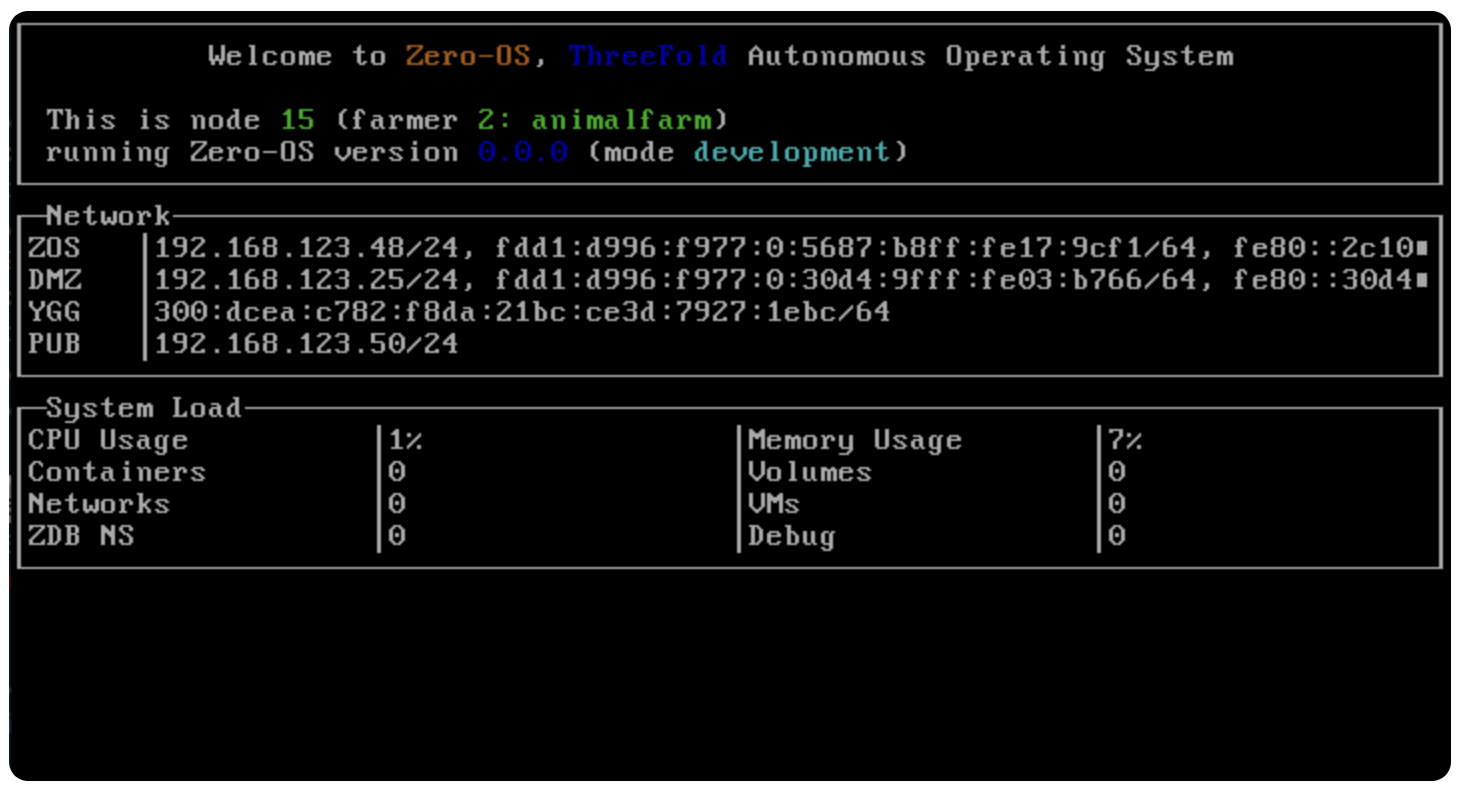 Welcome to Zero-OS, ThreeFold Autonomous Operating System
This is node 15 (farmer 2: animalfarm)
running Zero-OS version 0.0.0 (mode development)
Network
ZOS 192.168.123.48/24, fdd1:d996:f977:0:5687:b8ff:fe17:9cf1/64, fe80::2c10
DMZ 192.168.123.25/24, fdd1:d996:f977:0:30d4:9fff:fe03:b766/64, fe80::30d4
YGG 300:dcea:c782:f8da:21bc:ce3d:7927:1ebc/64
PUB 192.168.123.50/24
System Load
CPU Usage 1% Memory Usage 7%
Containers 0 Volumes 0
Networks 0 VMs 0
ZDB NS 0 Debug 0